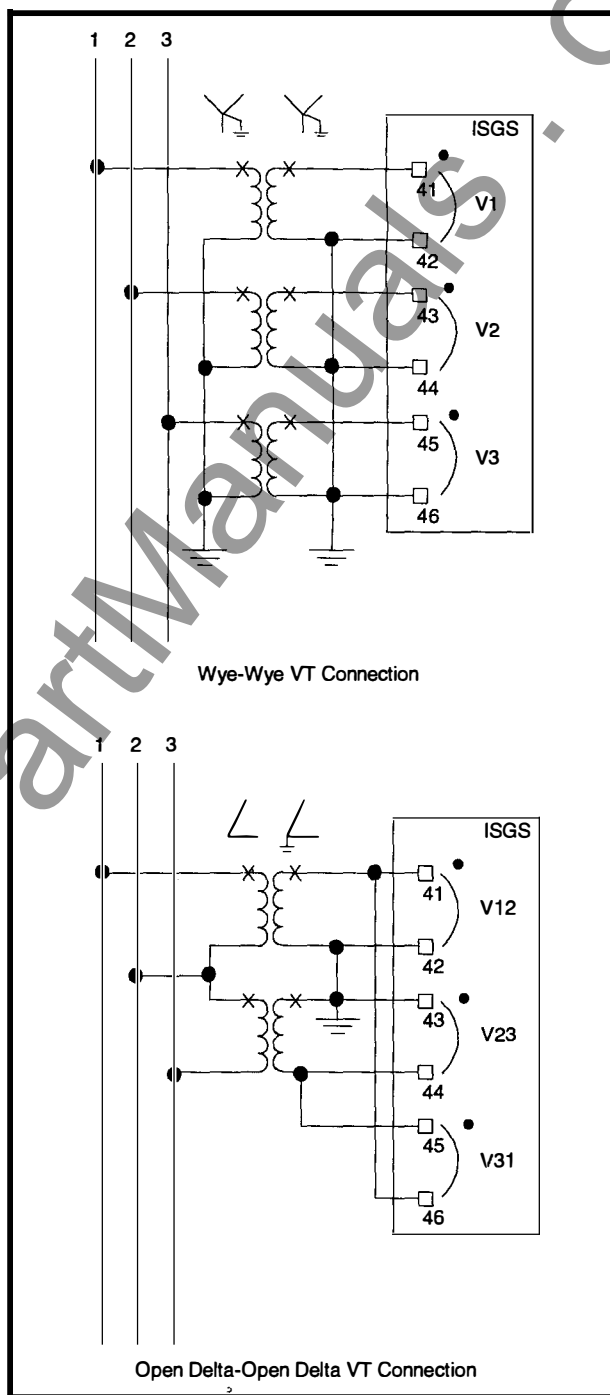 1 2 3
ISGS
41
V1
42
43
V2
44
45
V3
46
Wye-Wye VT Connection
1 2 3
ISGS
41
V12
42
43
V23
44
45
V31
46
Open Delta-Open Delta VT Connection
artManuals . c